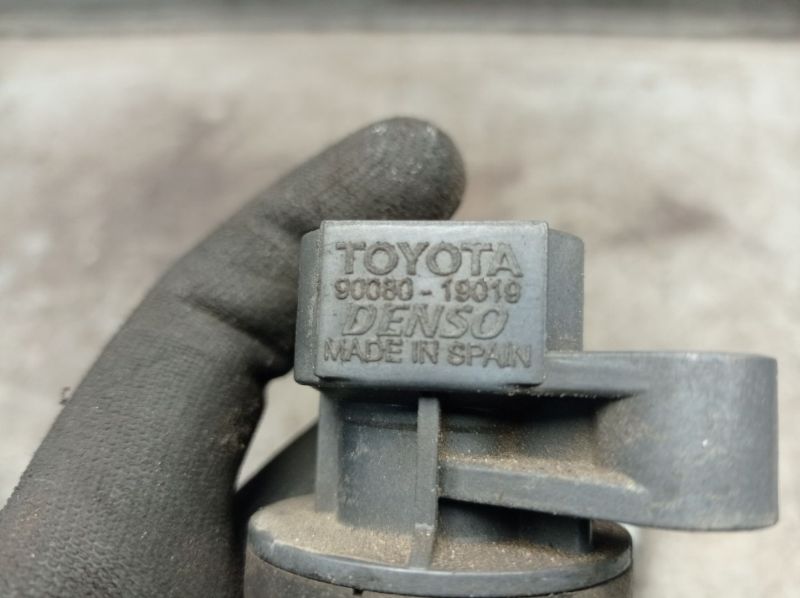 TOYOTA
90080-19019
DENSO
MADE IN SPAIN